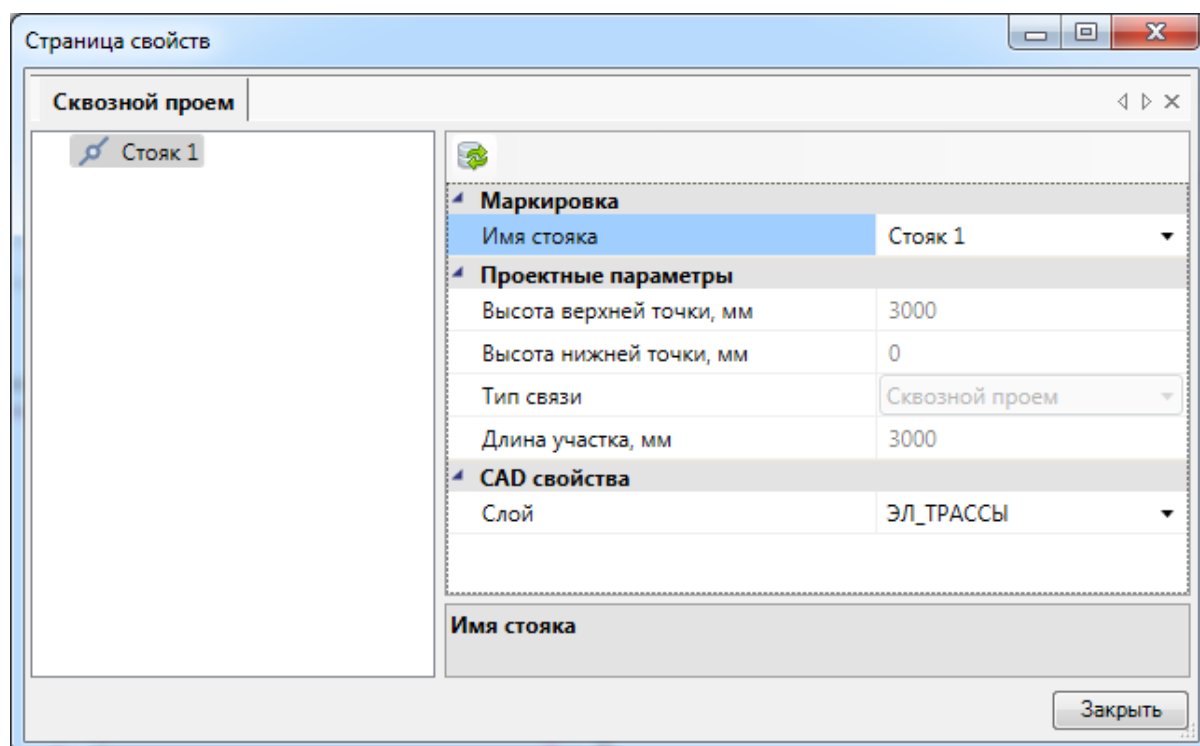 Страница свойств
Сквозной проем
Стояк 1
Маркировка
Имя стояка Стояк 1
Проектные параметры
Высота верхней точки, мм 3000
Высота нижней точки, мм 0
Тип связи Сквозной проем
Длина участка, мм 3000
CAD свойства
Слой ЭЛ_ТРАССЫ
Имя стояка
Закрыть